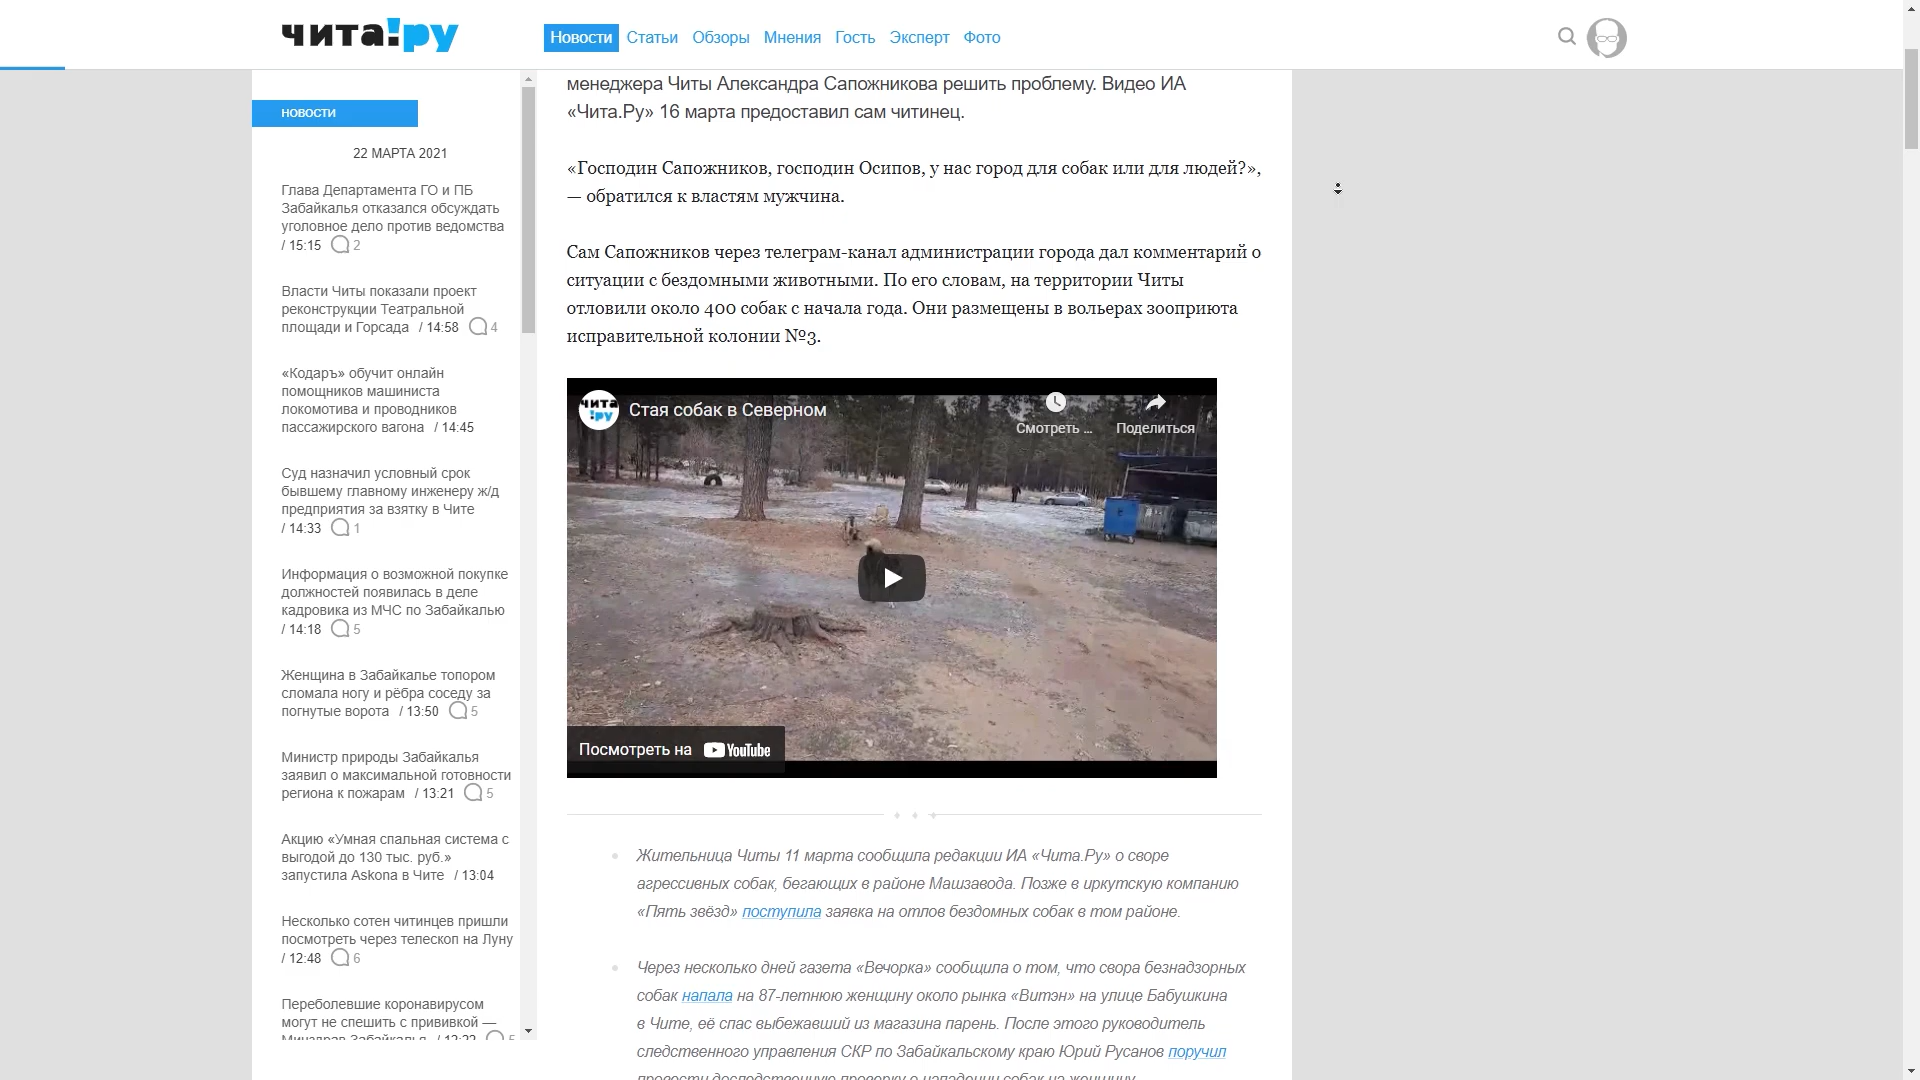 чита!ру
Новости Статьи Обзоры Мнения Гость Эксперт Фото
НОВОСТИ
22 МАРТА 2021
Глава Департамента ГО и ПБ
Забайкалья отказался обсуждать
уголовное дело против ведомства
/ 15:15 2
Власти Читы показали проект
реконструкции Театральной
площади и Горсада / 14:58 4
«Кодаръ» обучит онлайн
помощников машиниста
локомотива и проводников
пассажирского вагона / 14:45
Суд назначил условный срок
бывшему главному инженеру ж/д
предприятия за взятку в Чите
/ 14:33 1
Информация о возможной покупке
должностей появилась в деле
кадровика из МЧС по Забайкалью
/ 14:18 5
Женщина в Забайкалье топором
сломала ногу и рёбра соседу за
погнутые ворота / 13:50 5
Министр природы Забайкалья
заявил о максимальной готовности
региона к пожарам / 13:21 5
Акцию «Умная спальная система с
выгодой до 130 тыс. руб.»
запустила Askona в Чите / 13:04
Несколько сотен читинцев пришли
посмотреть через телескоп на Луну
/ 12:48 6
Переболевшие коронавирусом
могут не спешить с прививкой —
Минздрав Забайкалья / 12:22 5
менеджера Читы Александра Сапожникова решить проблему. Видео ИА
«Чита.Ру» 16 марта предоставил сам читинец.
«Господин Сапожников, господин Осипов, у нас город для собак или для людей?»,
— обратился к властям мужчина.
Сам Сапожников через телеграм-канал администрации города дал комментарий о
ситуации с бездомными животными. По его словам, на территории Читы
отловили около 400 собак с начала года. Они размещены в вольерах зооприюта
исправительной колонии №3.
чита!ру Стая собак в Северном
Смотреть ... Поделиться
Посмотреть на YouTube
Жительница Читы 11 марта сообщила редакции ИА «Чита.Ру» о своре
агрессивных собак, бегающих в районе Машзавода. Позже в иркутскую компанию
«Пять звёзд» поступила заявка на отлов бездомных собак в том районе.
Через несколько дней газета «Вечорка» сообщила о том, что свора безнадзорных
собак напала на 87-летнюю женщину около рынка «Витэн» на улице Бабушкина
в Чите, её спас выбежавший из магазина парень. После этого руководитель
следственного управления СКР по Забайкальскому краю Юрий Русанов поручил
провести доследственную проверку о нападении собак на женщину.